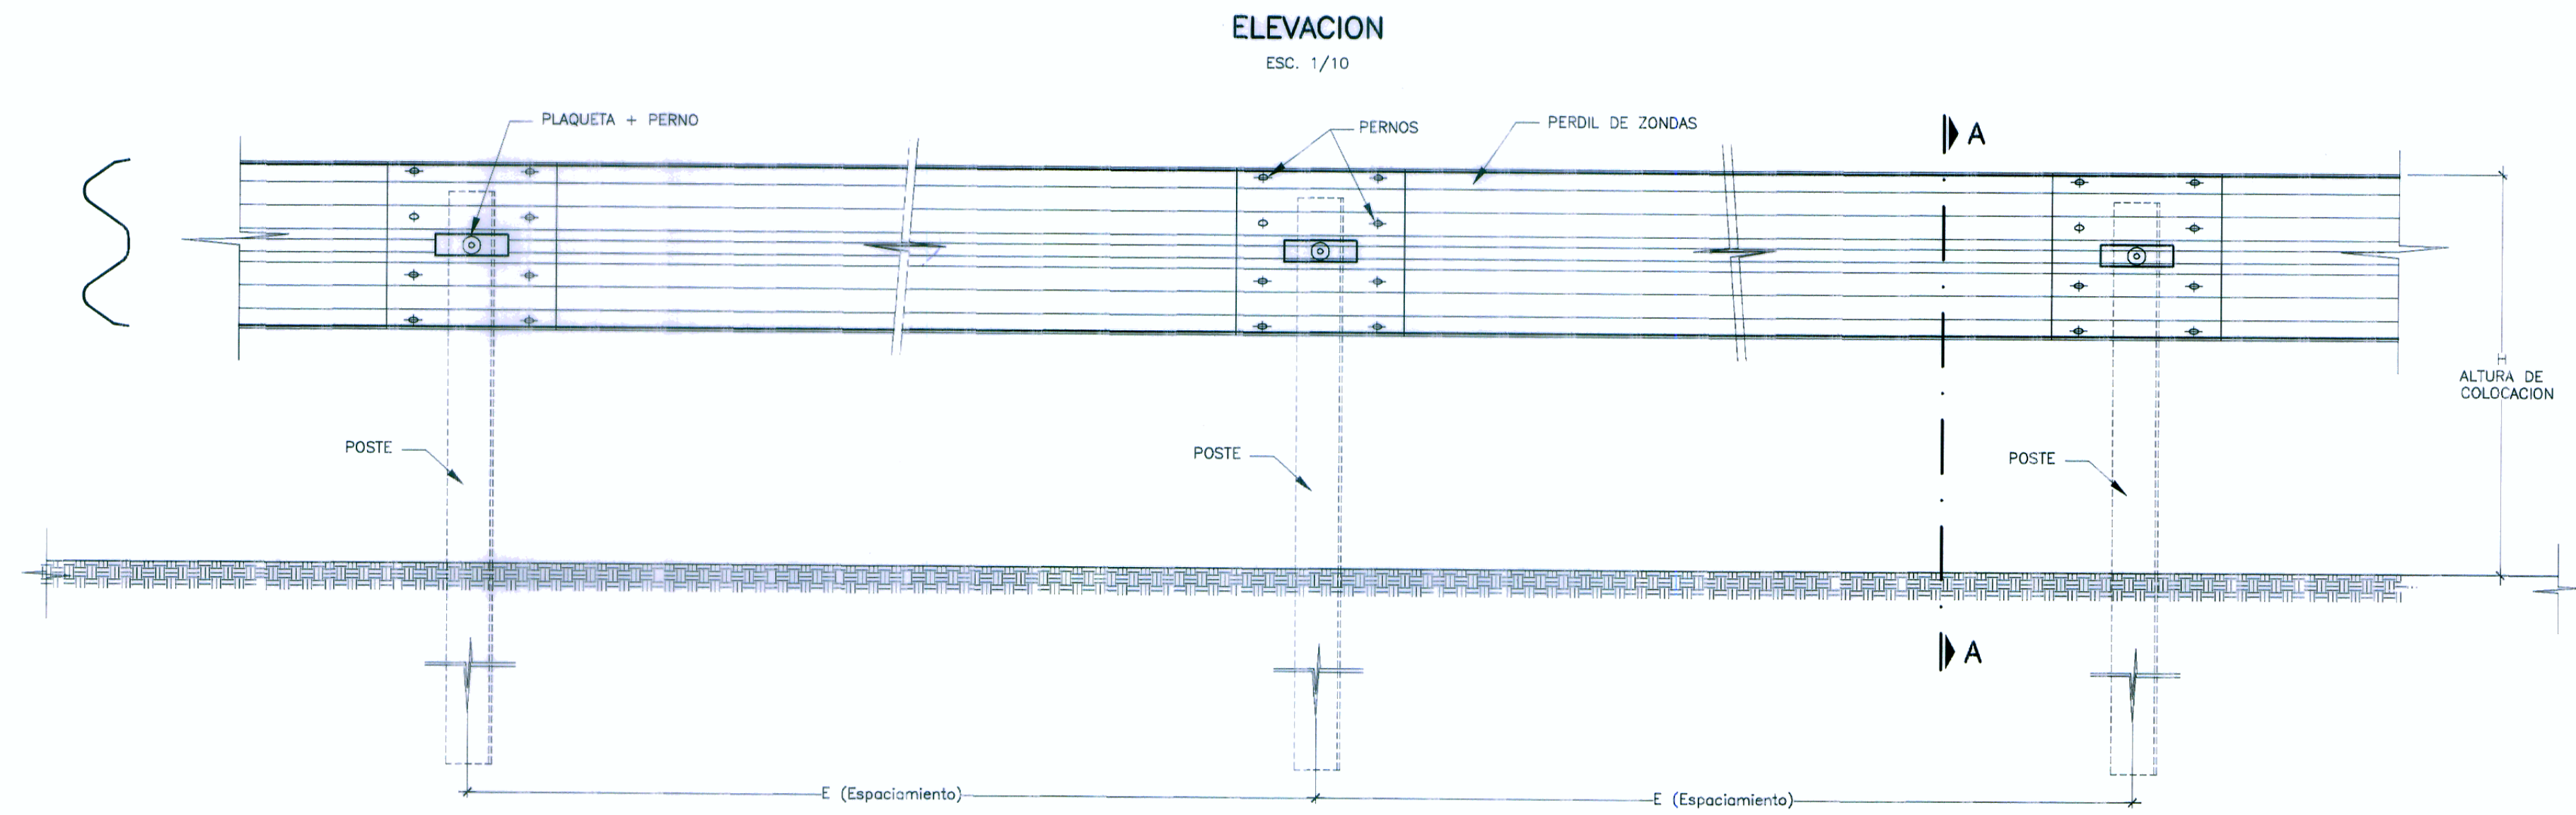 ELEVACION
ESC. 1/10
PLAQUETA + PERNO
PERNOS
PERDIL DE ZONDAS
A
H
ALTURA DE
COLOCACION
POSTE
POSTE
POSTE
A
E (Espaciamiento)
E (Espaciamiento)